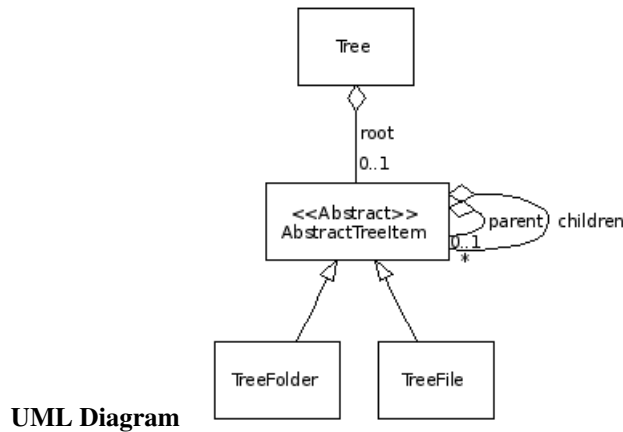 Tree
root
0..1
<<Abstract>>
AbstractTreeItem
parent
children
0..1
*
TreeFolder
TreeFile
UML Diagram